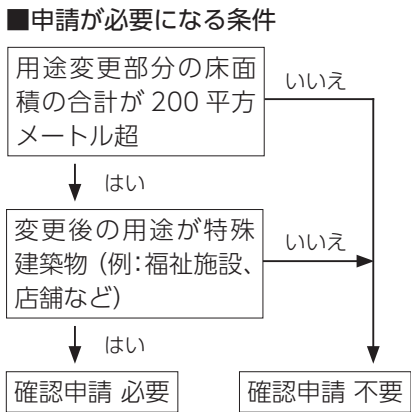 ■申請が必要になる条件
用途変更部分の床面
積の合計が 200 平方
メートル超
いいえ
はい
変更後の用途が特殊
建築物 (例:福祉施設、
店舗など)
いいえ
はい
確認申請 必要
確認申請 不要